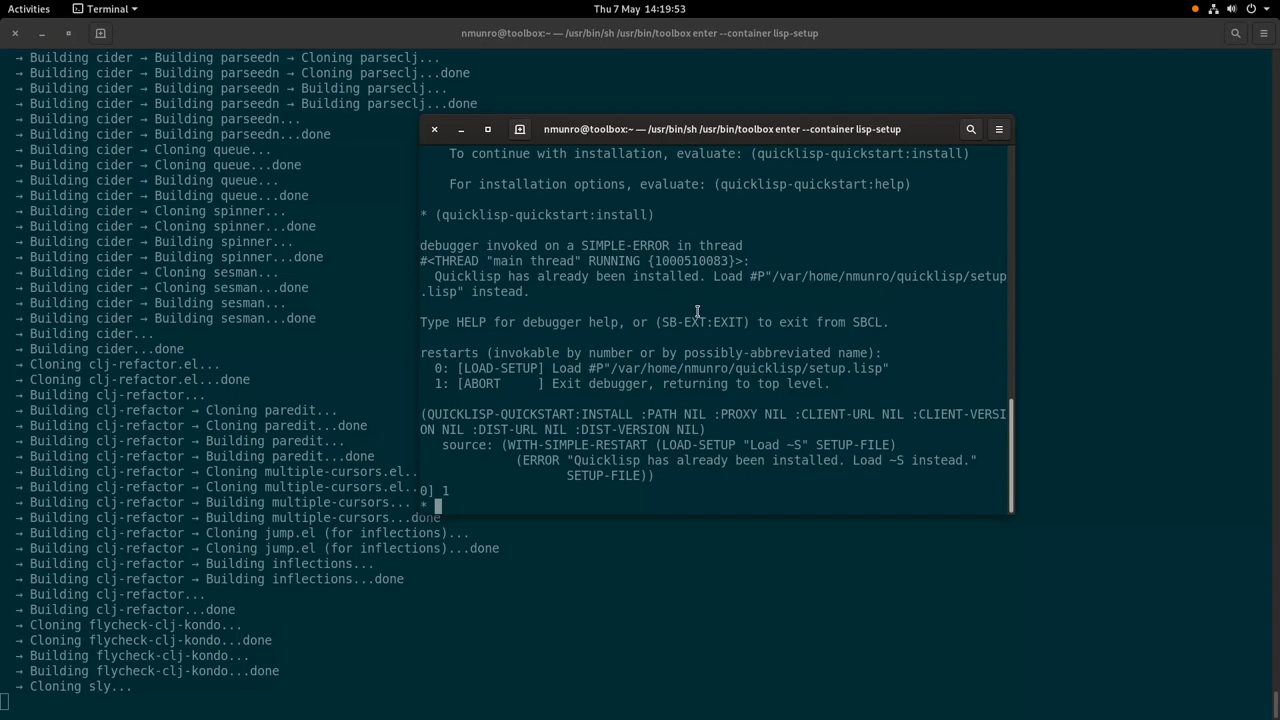 Activities
Terminal
Thu 7 May 14:19:53
nmunro@toolbox:~ — /usr/bin/sh /usr/bin/toolbox enter --container lisp-setup
→ Building cider → Building parseedn → Cloning parseclj...
→ Building cider → Building parseedn → Cloning parseclj...done
→ Building cider → Building parseedn → Building parseclj...
→ Building cider → Building parseedn → Building parseclj...done
→ Building cider → Building parseedn...
→ Building cider → Building parseedn...done
→ Building cider → Cloning queue...
→ Building cider → Cloning queue...done
→ Building cider → Building queue...
→ Building cider → Building queue...done
→ Building cider → Cloning spinner...
→ Building cider → Cloning spinner...done
→ Building cider → Building spinner...
→ Building cider → Building spinner...done
→ Building cider → Cloning sesman...
→ Building cider → Cloning sesman...done
→ Building cider → Building sesman...
→ Building cider → Building sesman...done
→ Building cider...
→ Building cider...done
→ Cloning clj-refactor.el...
→ Cloning clj-refactor.el...done
→ Building clj-refactor...
→ Building clj-refactor → Cloning paredit...
→ Building clj-refactor → Cloning paredit...done
→ Building clj-refactor → Building paredit...
→ Building clj-refactor → Building paredit...done
→ Building clj-refactor → Cloning multiple-cursors.el...
→ Building clj-refactor → Cloning multiple-cursors.el...
→ Building clj-refactor → Building multiple-cursors...
→ Building clj-refactor → Building multiple-cursors...done
→ Building clj-refactor → Cloning jump.el (for inflections)...
→ Building clj-refactor → Cloning jump.el (for inflections)...done
→ Building clj-refactor → Building inflections...
→ Building clj-refactor → Building inflections...done
→ Building clj-refactor...
→ Building clj-refactor...done
→ Cloning flycheck-clj-kondo...
→ Cloning flycheck-clj-kondo...done
→ Building flycheck-clj-kondo...
→ Building flycheck-clj-kondo...done
→ Cloning sly...
nmunro@toolbox:~ — /usr/bin/sh /usr/bin/toolbox enter --container lisp-setup
To continue with installation, evaluate: (quicklisp-quickstart:install)
For installation options, evaluate: (quicklisp-quickstart:help)
* (quicklisp-quickstart:install)
debugger invoked on a SIMPLE-ERROR in thread
#<THREAD "main thread" RUNNING {1000510083}>:
Quicklisp has already been installed. Load #P"/var/home/nmunro/quicklisp/setup
.lisp" instead.
Type HELP for debugger help, or (SB-EXT:EXIT) to exit from SBCL.
restarts (invokable by number or by possibly-abbreviated name):
0: [LOAD-SETUP] Load #P"/var/home/nmunro/quicklisp/setup.lisp"
1: [ABORT     ] Exit debugger, returning to top level.
(QUICKLISP-QUICKSTART:INSTALL :PATH NIL :PROXY NIL :CLIENT-URL NIL :CLIENT-VERSI
ON NIL :DIST-URL NIL :DIST-VERSION NIL)
source: (WITH-SIMPLE-RESTART (LOAD-SETUP "Load ~S" SETUP-FILE)
(ERROR "Quicklisp has already been installed. Load ~S instead."
SETUP-FILE))
0] 1
*